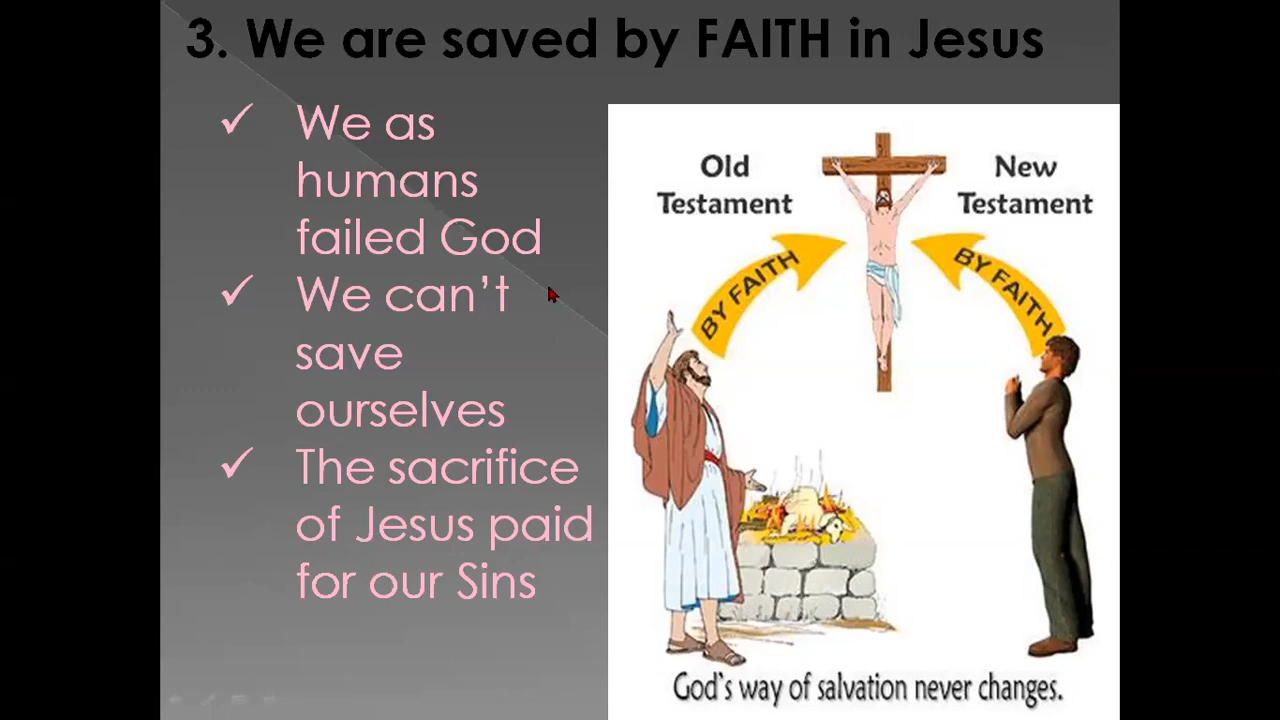 3. We are saved by FAITH in Jesus
✓ We as
humans
failed God
✓ We can’t
save
ourselves
✓ The sacrifice
of Jesus paid
for our Sins
Old
Testament
New
Testament
BY FAITH
BY FAITH
God's way of salvation never changes.